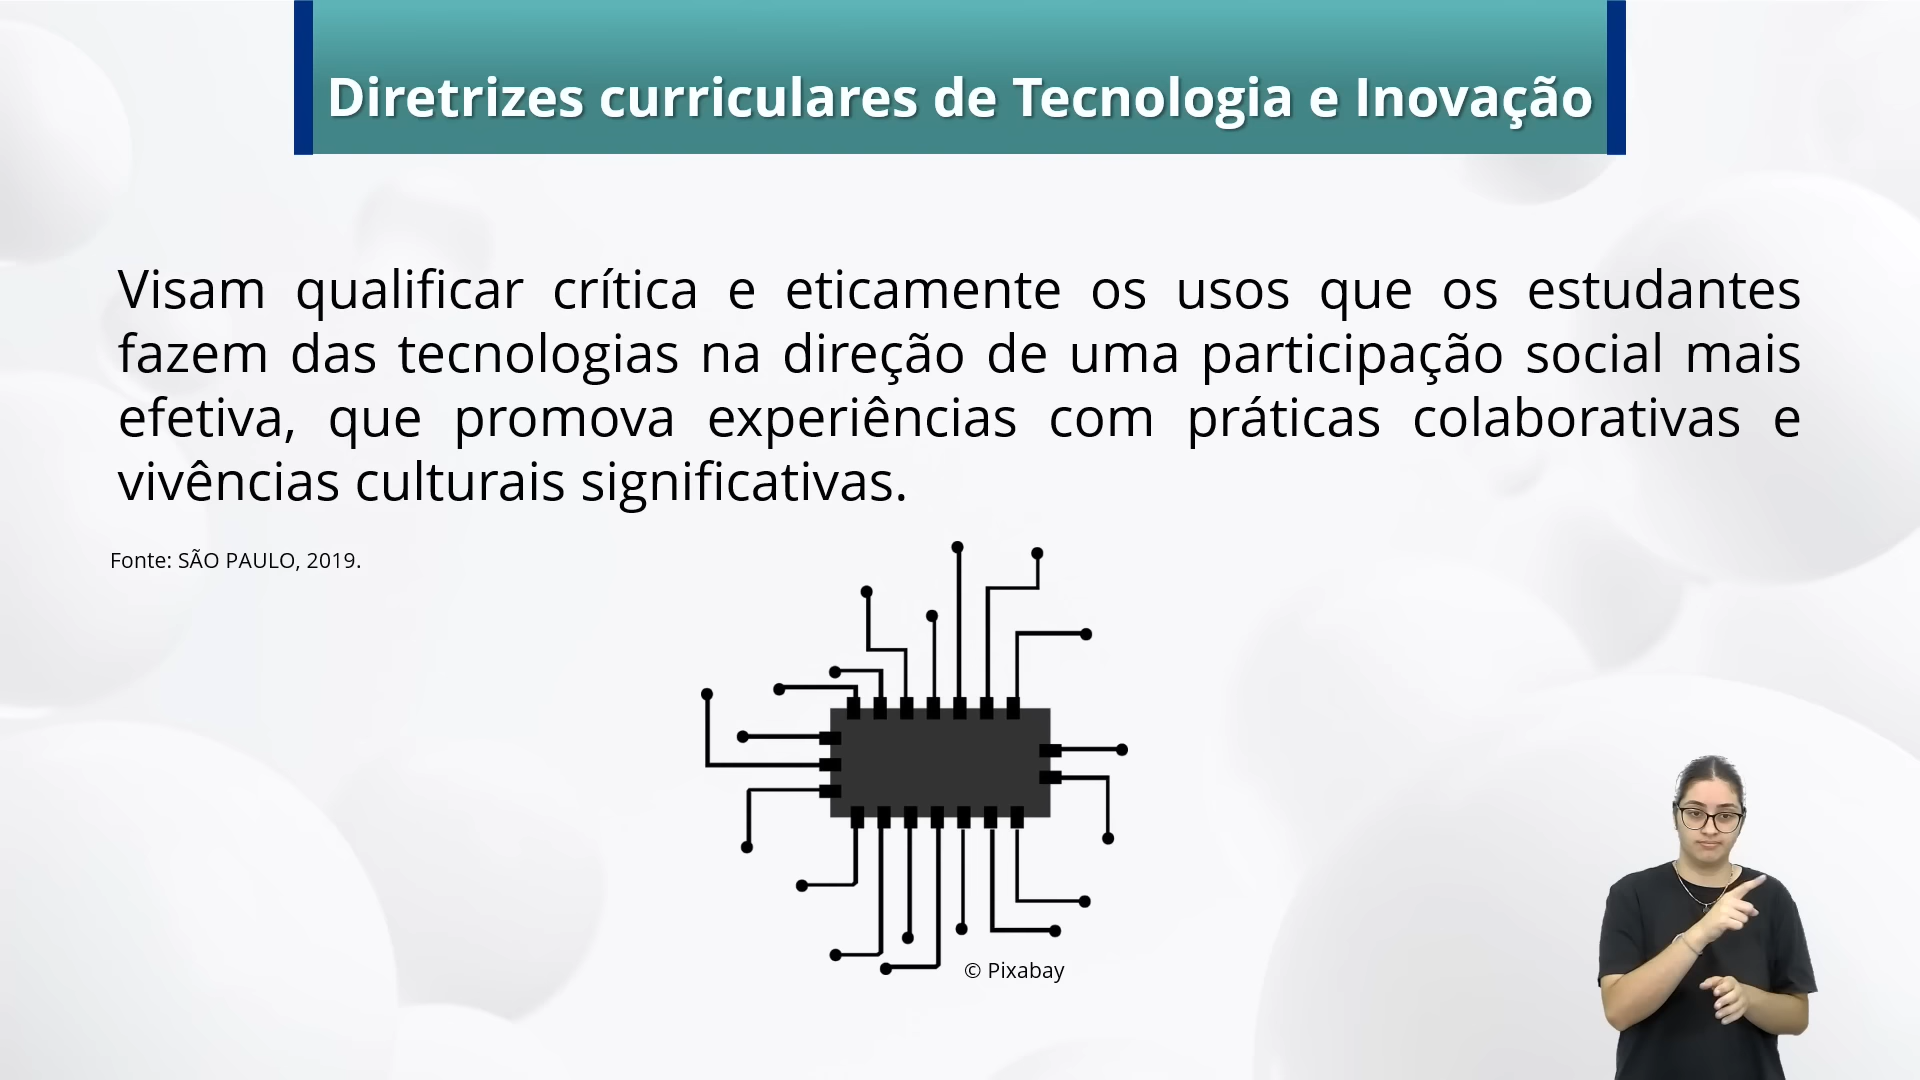 Diretrizes curriculares de Tecnologia e Inovação
Visam qualificar crítica e eticamente os usos que os estudantes
fazem das tecnologias na direção de uma participação social mais
efetiva, que promova experiências com práticas colaborativas e
vivências culturais significativas.
Fonte: SÃO PAULO, 2019.
© Pixabay